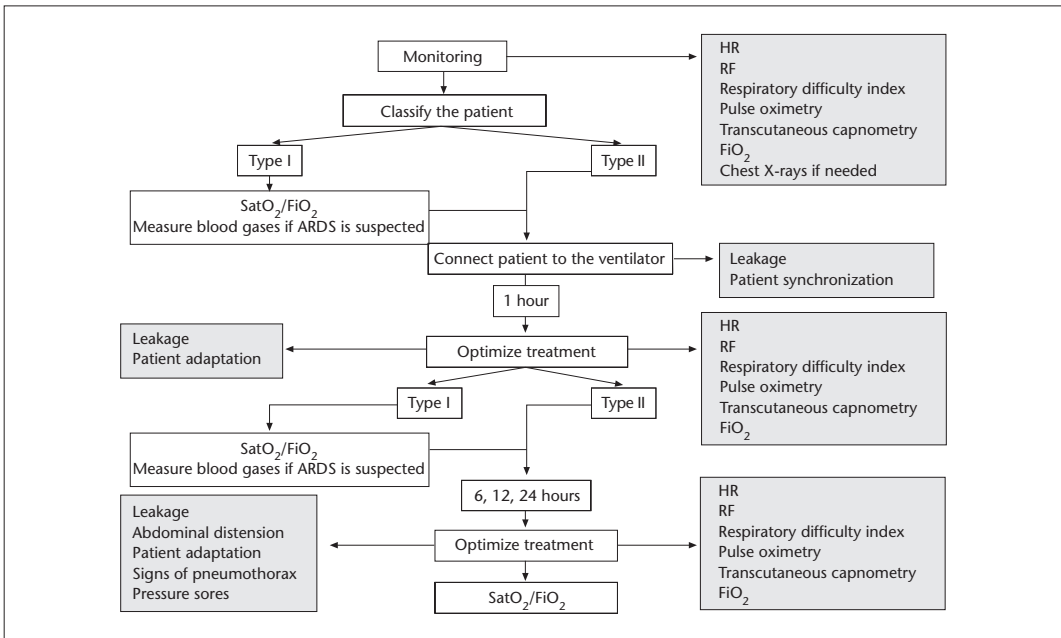 Monitoring
HR
RF
Respiratory difficulty index
Pulse oximetry
Transcutaneous capnometry
FiO₂
Chest X-rays if needed
Classify the patient
Type I
Type II
SatO₂/FiO₂
Measure blood gases if ARDS is suspected
Connect patient to the ventilator
Leakage
Patient synchronization
1 hour
Leakage
Patient adaptation
Optimize treatment
HR
RF
Respiratory difficulty index
Pulse oximetry
Transcutaneous capnometry
FiO₂
Type I
Type II
SatO₂/FiO₂
Measure blood gases if ARDS is suspected
6, 12, 24 hours
Leakage
Abdominal distension
Patient adaptation
Signs of pneumothorax
Pressure sores
Optimize treatment
HR
RF
Respiratory difficulty index
Pulse oximetry
Transcutaneous capnometry
FiO₂
SatO₂/FiO₂